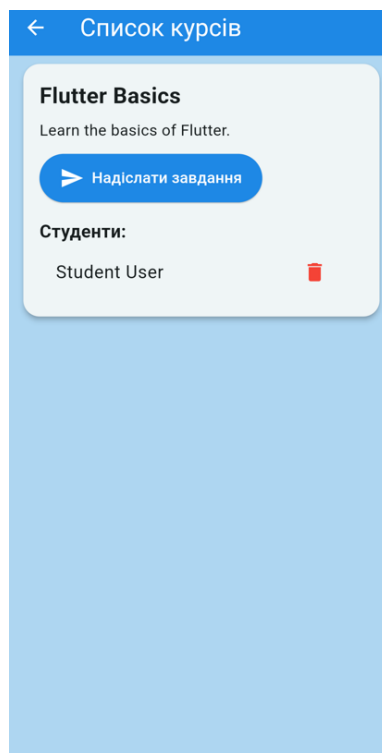 Список курсів
Flutter Basics
Learn the basics of Flutter.
Надіслати завдання
Студенти:
Student User